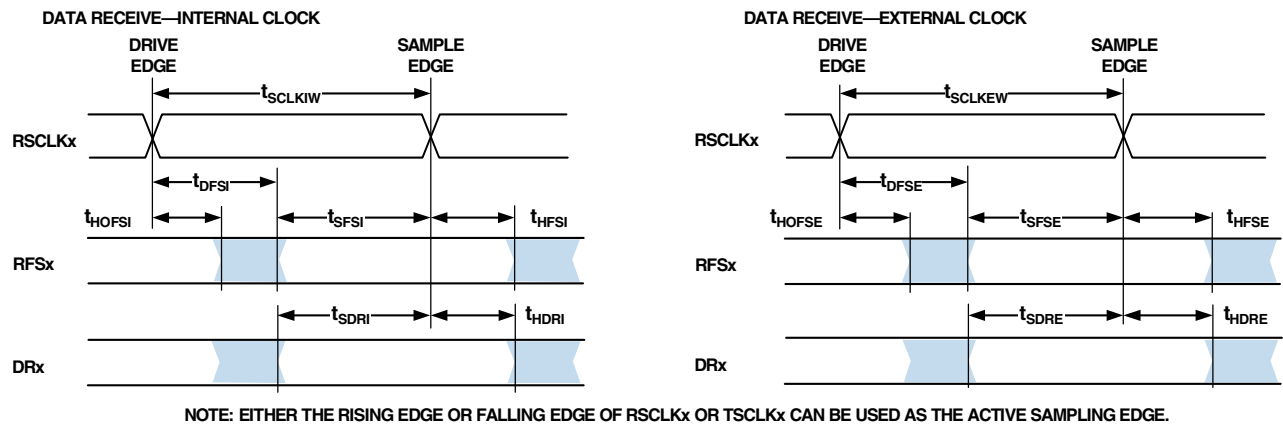 DATA RECEIVE—INTERNAL CLOCK
DRIVE EDGE
SAMPLE EDGE
tSCLKIW
RSCLKx
tDFSI
tHOFSI
tSFSI
tHFSI
RFSx
tSDRI
tHDRI
DRx
DATA RECEIVE—EXTERNAL CLOCK
DRIVE EDGE
SAMPLE EDGE
tSCLKEW
RSCLKx
tDFSE
tHOFSE
tSFSE
tHFSE
RFSx
tSDRE
tHDRE
DRx
NOTE: EITHER THE RISING EDGE OR FALLING EDGE OF RSCLKx OR TSCLKx CAN BE USED AS THE ACTIVE SAMPLING EDGE.